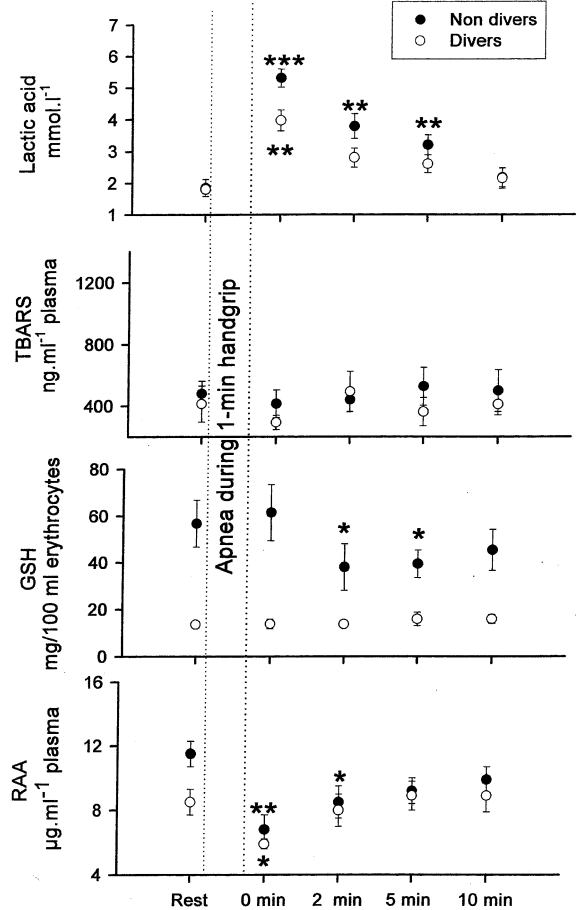 Non divers
Divers
Lactic acid
mmol.l⁻¹
7
6
5
4
3
2
1
***
**
**
**
TBARS
ng.ml⁻¹ plasma
1200
800
400
Apnea during 1-min handgrip
GSH
mg/100 ml erythrocytes
80
60
40
20
0
*
*
RAA
µg.ml⁻¹ plasma
16
12
8
4
**
*
*
Rest 0 min 2 min 5 min 10 min